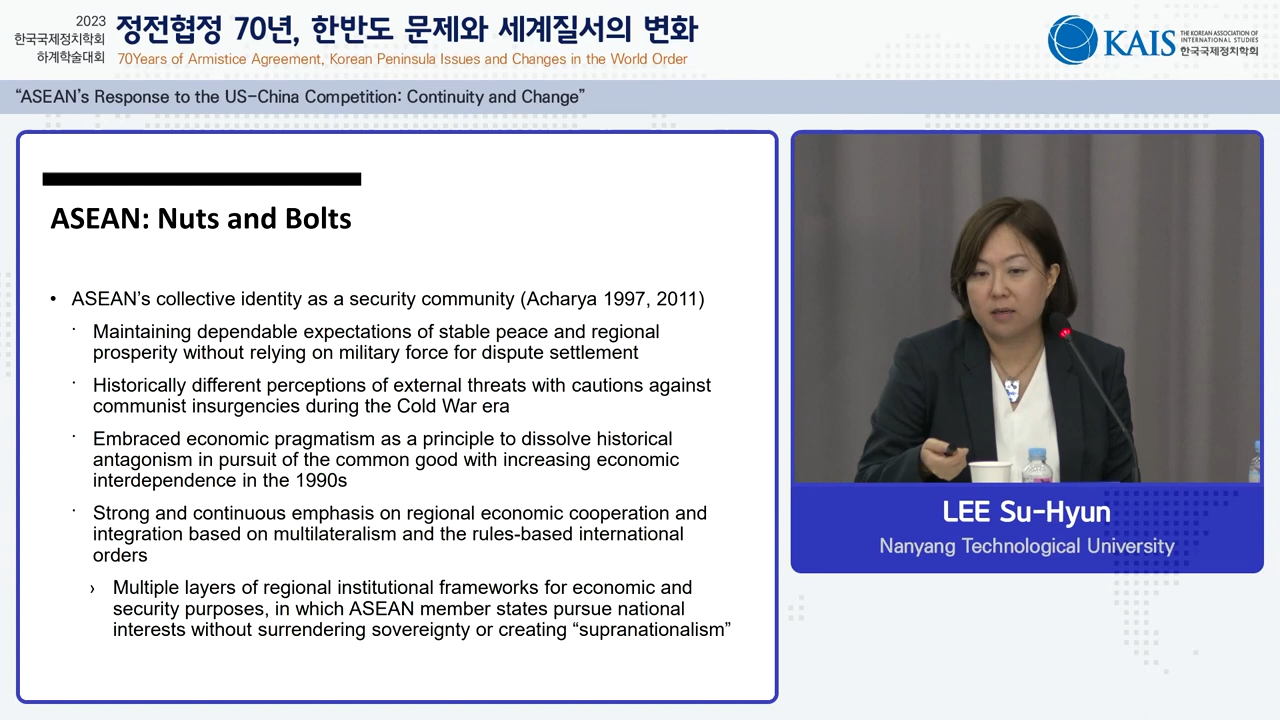 2023
한국국제정치학회
하계학술대회
정전협정 70년, 한반도 문제와 세계질서의 변화
70Years of Armistice Agreement, Korean Peninsula Issues and Changes in the World Order
KAIS
THE KOREAN ASSOCIATION OF
INTERNATIONAL STUDIES
한국국제정치학회
“ASEAN’s Response to the US-China Competition: Continuity and Change”
ASEAN: Nuts and Bolts
• ASEAN’s collective identity as a security community (Acharya 1997, 2011)
· Maintaining dependable expectations of stable peace and regional
prosperity without relying on military force for dispute settlement
· Historically different perceptions of external threats with cautions against
communist insurgencies during the Cold War era
· Embraced economic pragmatism as a principle to dissolve historical
antagonism in pursuit of the common good with increasing economic
interdependence in the 1990s
· Strong and continuous emphasis on regional economic cooperation and
integration based on multilateralism and the rules-based international
orders
› Multiple layers of regional institutional frameworks for economic and
security purposes, in which ASEAN member states pursue national
interests without surrendering sovereignty or creating “supranationalism”
LEE Su-Hyun
Nanyang Technological University